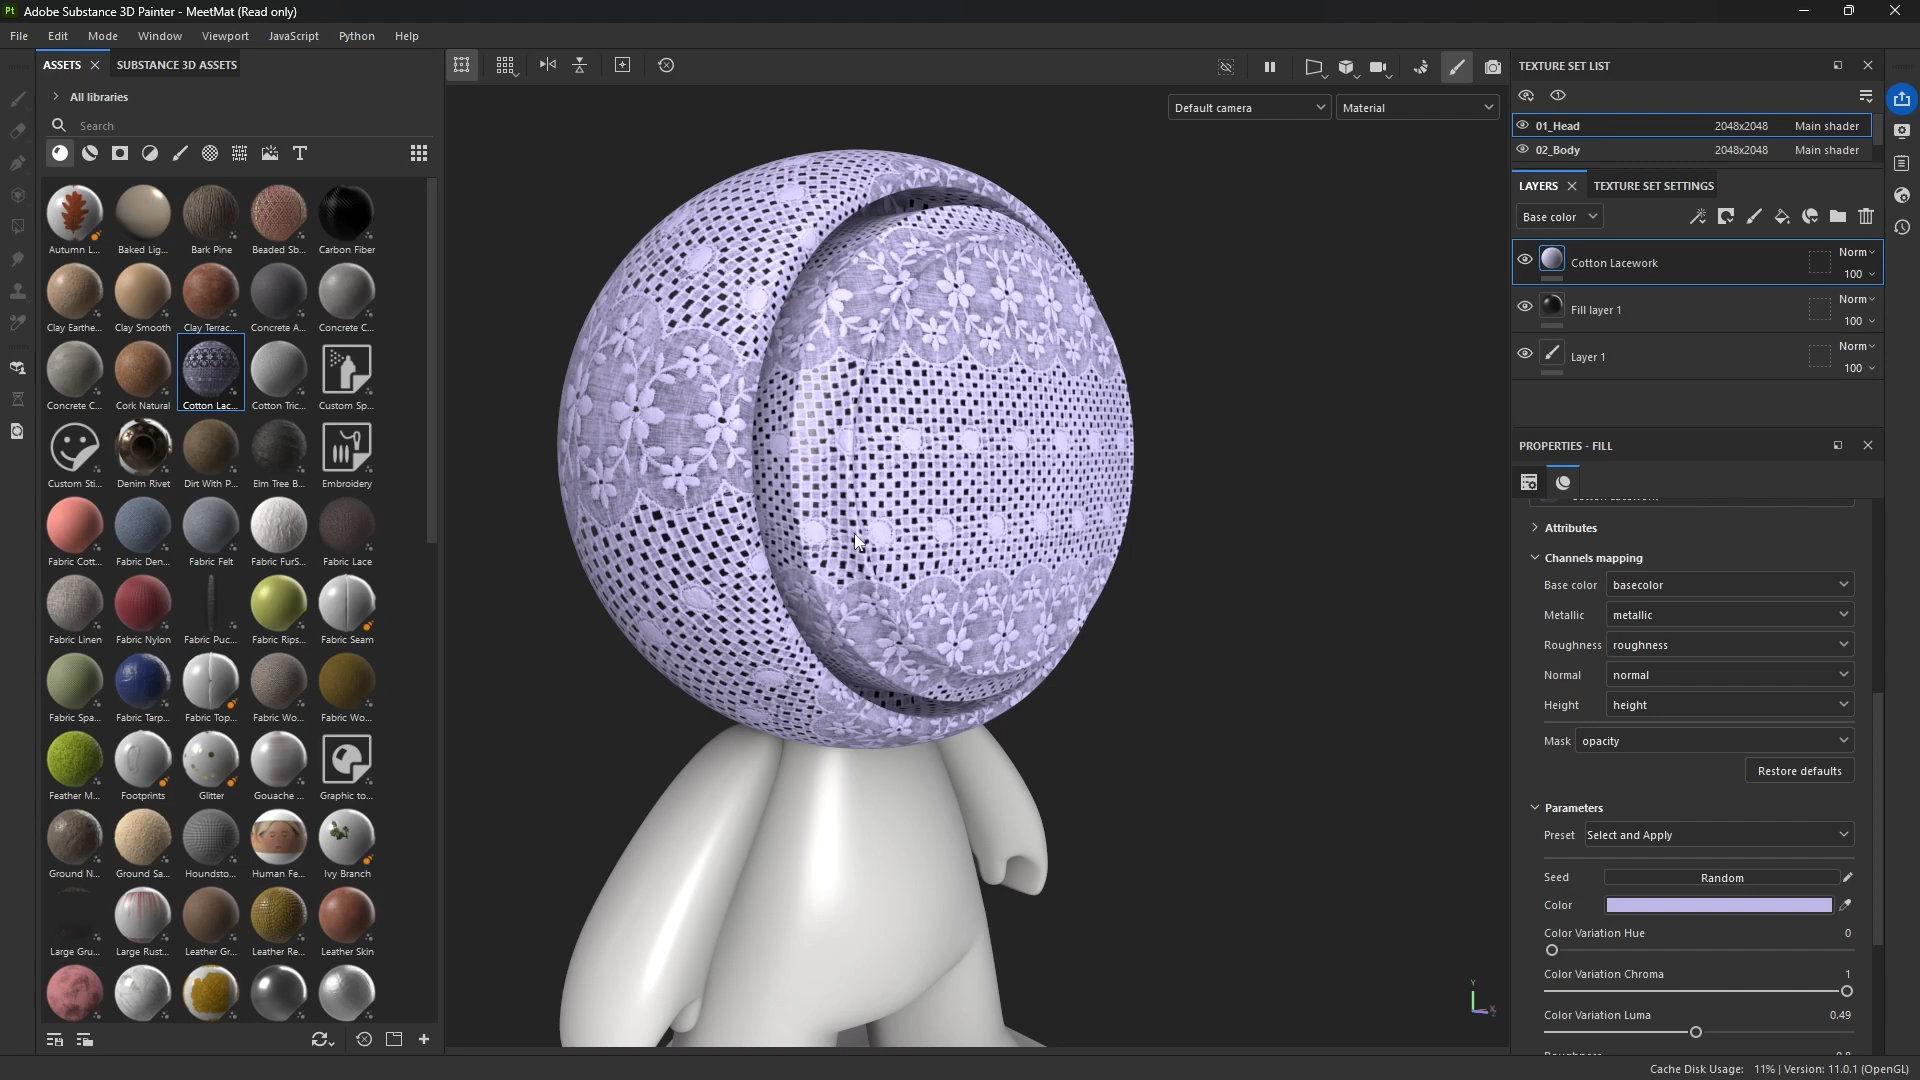 Pt Adobe Substance 3D Painter - MeetMat (Read only)
File Edit Mode Window Viewport JavaScript Python Help
ASSETS SUBSTANCE 3D ASSETS
All libraries
Search
Autumn L... Baked Lig... Bark Pine Beaded Sb... Carbon Fiber
Clay Earthe... Clay Smooth Clay Terrac... Concrete A... Concrete C...
Concrete C... Cork Natural Cotton Lac... Cotton Tric... Custom Sp...
Custom Sti... Denim Rivet Dirt With P... Elm Tree B... Embroidery
Fabric Cott... Fabric Den... Fabric Felt Fabric FurS... Fabric Lace
Fabric Linen Fabric Nylon Fabric Puc... Fabric Rips... Fabric Seam
Fabric Spa... Fabric Tarp... Fabric Top... Fabric Wo... Fabric Wo...
Feather M... Footprints Glitter Gouache ... Graphic to...
Ground N... Ground Sa... Houndsto... Human Fe... Ivy Branch
Large Gru... Large Rust... Leather Gr... Leather Re... Leather Skin
Default camera Material
Y
TEXTURE SET LIST
01_Head 2048x2048 Main shader
02_Body 2048x2048 Main shader
LAYERS TEXTURE SET SETTINGS
Base color
Cotton Lacework Norm 100
Fill layer 1 Norm 100
Layer 1 Norm 100
PROPERTIES - FILL
Attributes
Channels mapping
Base color basecolor
Metallic metallic
Roughness roughness
Normal normal
Height height
Mask opacity
Restore defaults
Parameters
Preset Select and Apply
Seed Random
Color
Color Variation Hue 0
Color Variation Chroma 1
Color Variation Luma 0.49
Cache Disk Usage: 11% | Version: 11.0.1 (OpenGL)